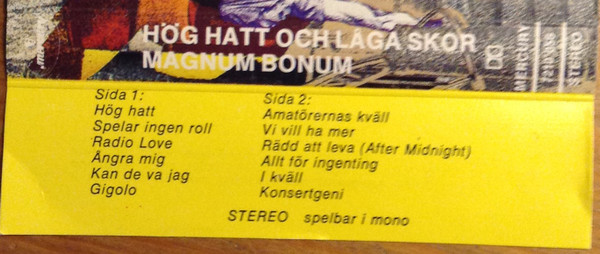 HÖG HATT OCH LÅGA SKOR
MAGNUM BONUM
MERCURY
STEREO
Sida 1:
Hög hatt
Spelar ingen roll
Radio Love
Ängra mig
Kan de va jag
Gigolo
Sida 2:
Amatörernas kväll
Vi vill ha mer
Rädd att leva (After Midnight)
Allt för ingenting
I kväll
Konsertgeni
STEREO spelbar i mono